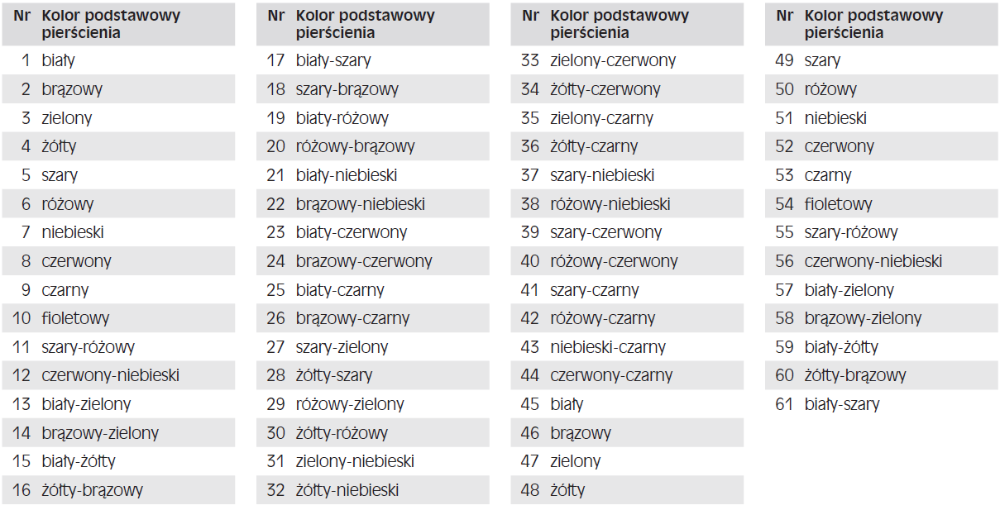 Nr Kolor podstawowy
pierścienia
1 biały
2 brązowy
3 zielony
4 żółty
5 szary
6 różowy
7 niebieski
8 czerwony
9 czarny
10 fioletowy
11 szary-różowy
12 czerwony-niebieski
13 biały-zielony
14 brązowy-zielony
15 biały-żółty
16 żółty-brązowy
Nr Kolor podstawowy
pierścienia
17 biały-szary
18 szary-brązowy
19 biaty-różowy
20 różowy-brązowy
21 biały-niebieski
22 brązowy-niebieski
23 biaty-czerwony
24 brazowy-czerwony
25 biaty-czarny
26 brązowy-czarny
27 szary-zielony
28 żółty-szary
29 różowy-zielony
30 żółty-różowy
31 zielony-niebieski
32 żółty-niebieski
Nr Kolor podstawowy
pierścienia
33 zielony-czerwony
34 żółty-czerwony
35 zielony-czarny
36 żółty-czarny
37 szary-niebieski
38 różowy-niebieski
39 szary-czerwony
40 różowy-czerwony
41 szary-czarny
42 różowy-czarny
43 niebieski-czarny
44 czerwony-czarny
45 biały
46 brązowy
47 zielony
48 żółty
Nr Kolor podstawowy
pierścienia
49 szary
50 różowy
51 niebieski
52 czerwony
53 czarny
54 fioletowy
55 szary-różowy
56 czerwony-niebieski
57 biały-zielony
58 brązowy-zielony
59 biały-żółty
60 żółty-brązowy
61 biały-szary